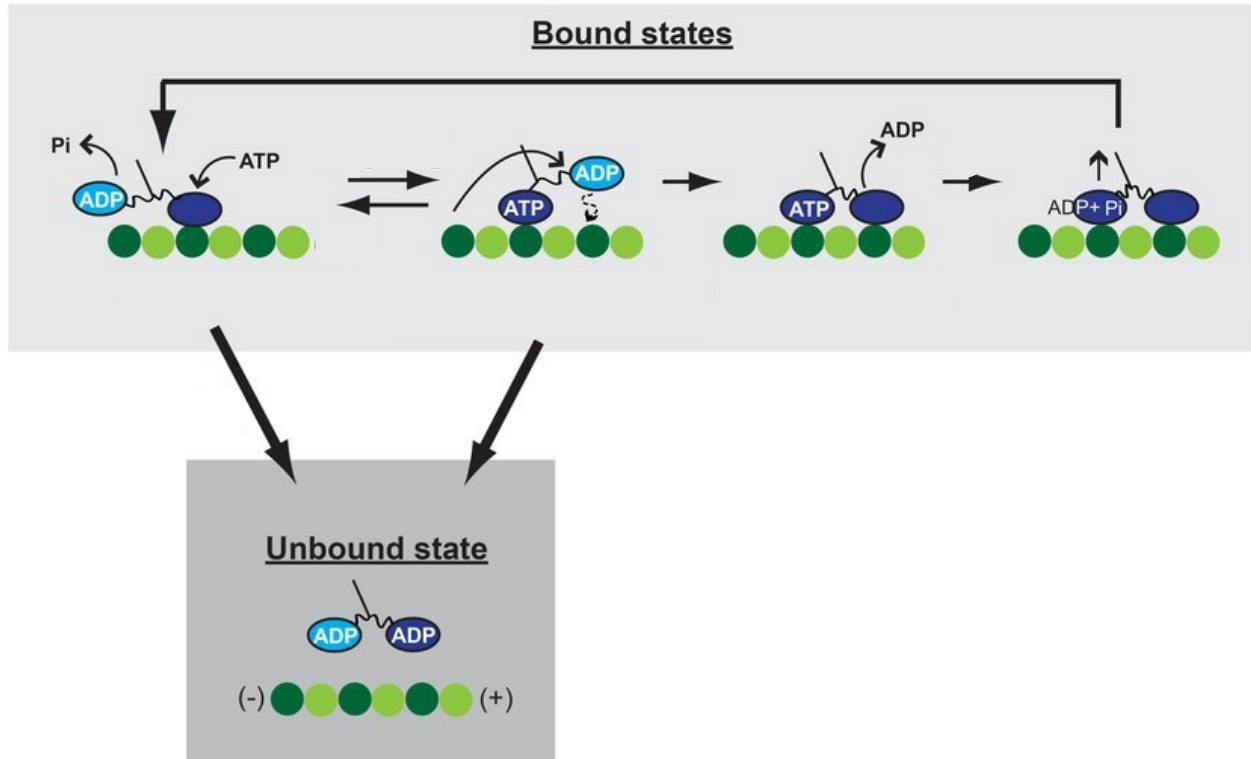 Bound states
Pi
ADP
ATP
ATP
ADP
ATP
ADP
ADP+ Pi
Unbound state
ADP
ADP
(-)
(+)